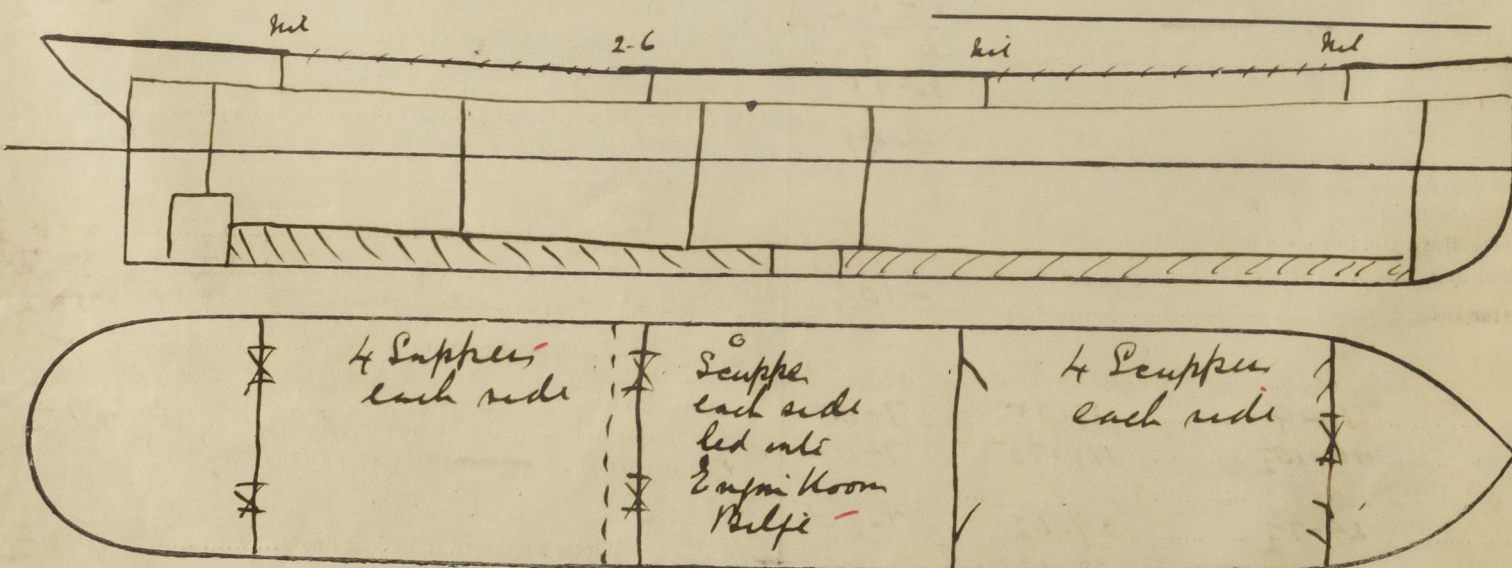 Nil
2-6
Nil
Nil
4 Scuppers
each side
Scupper
each side
led into
Engine Room
Bilge
4 Scuppers
each side